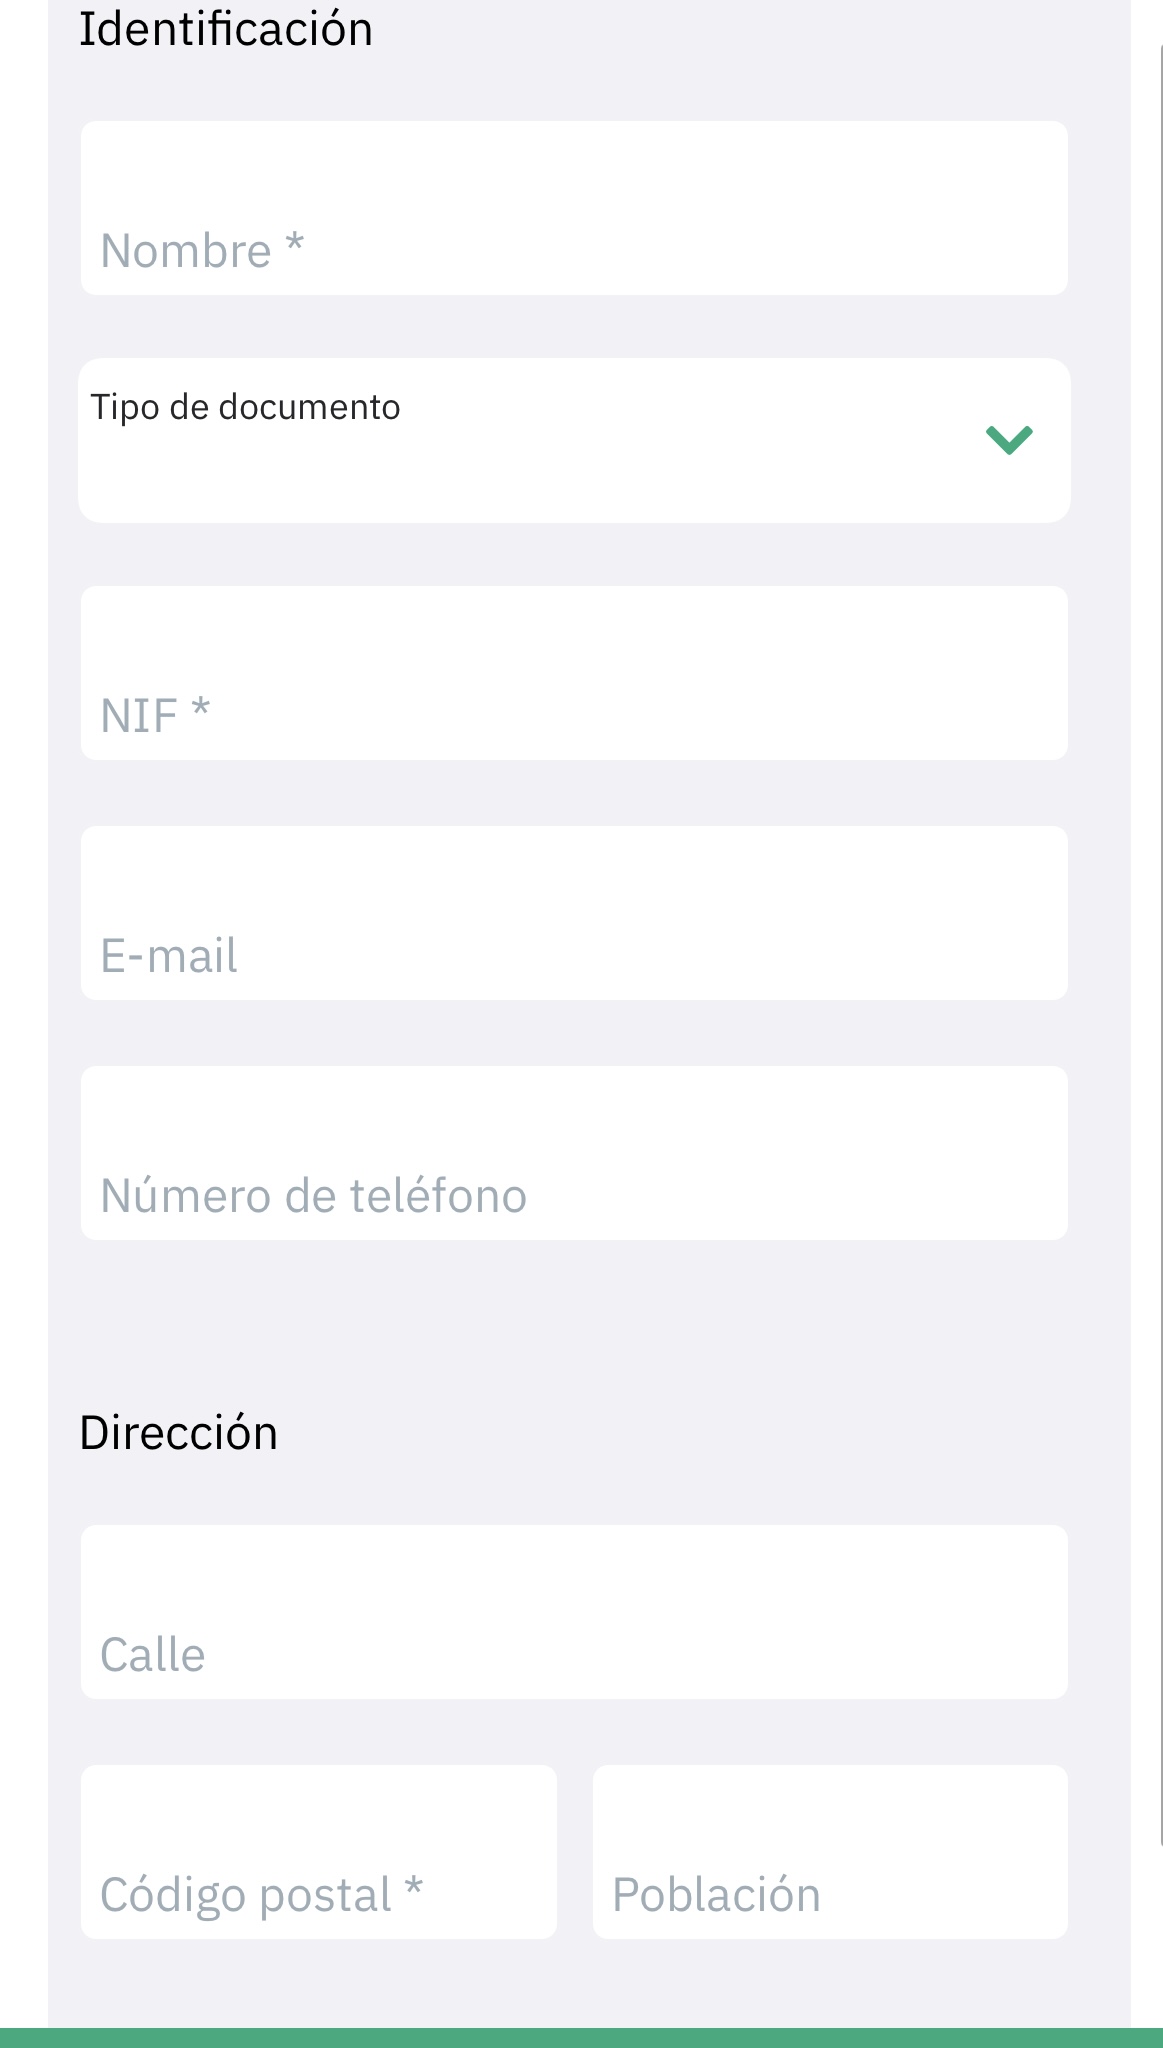 Identificación
Nombre *
Tipo de documento
NIF *
E-mail
Número de teléfono
Dirección
Calle
Código postal *
Población